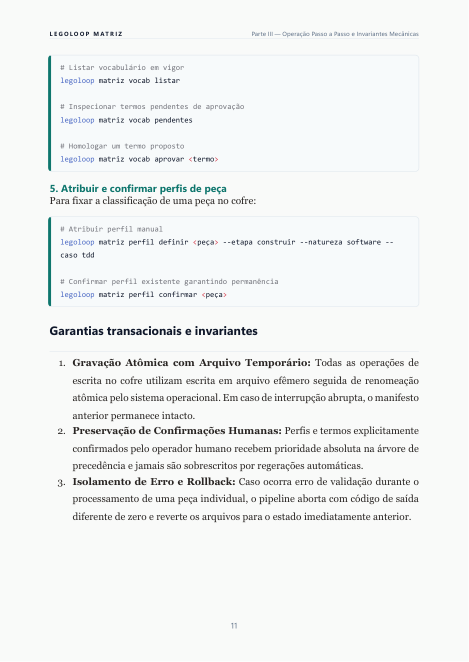 LEGOLOOP MATRIZ
Parte III — Operação Passo a Passo e Invariantes Mecânicas
# Listar vocabulário em vigor
legoloop matriz vocab listar
# Inspecionar termos pendentes de aprovação
legoloop matriz vocab pendentes
# Homologar um termo proposto
legoloop matriz vocab aprovar <termo>
5. Atribuir e confirmar perfis de peça
Para fixar a classificação de uma peça no cofre:
# Atribuir perfil manual
legoloop matriz perfil definir <peça> --etapa construir --natureza software --
caso tdd
# Confirmar perfil existente garantindo permanência
legoloop matriz perfil confirmar <peça>
Garantias transacionais e invariantes
1. Gravação Atômica com Arquivo Temporário: Todas as operações de
escrita no cofre utilizam escrita em arquivo efêmero seguida de renomeação
atômica pelo sistema operacional. Em caso de interrupção abrupta, o manifesto
anterior permanece intacto.
2. Preservação de Confirmações Humanas: Perfis e termos explicitamente
confirmados pelo operador humano recebem prioridade absoluta na árvore de
precedência e jamais são sobrescritos por regerações automáticas.
3. Isolamento de Erro e Rollback: Caso ocorra erro de validação durante o
processamento de uma peça individual, o pipeline aborta com código de saída
diferente de zero e reverte os arquivos para o estado imediatamente anterior.
11